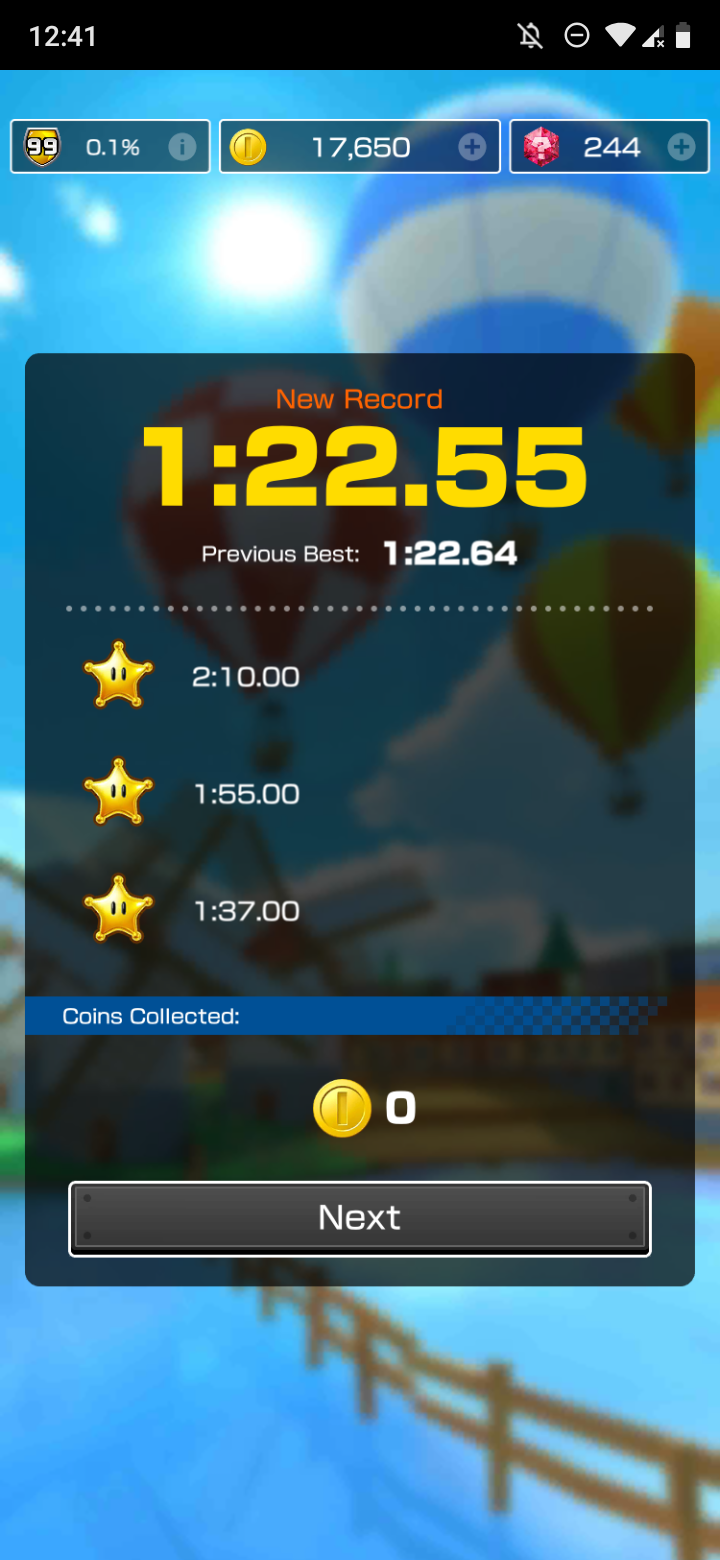 12:41
99 0.1% i 17,650 + ? 244 +
New Record
1:22.55
Previous Best: 1:22.64
2:10.00
1:55.00
1:37.00
Coins Collected:
0
Next